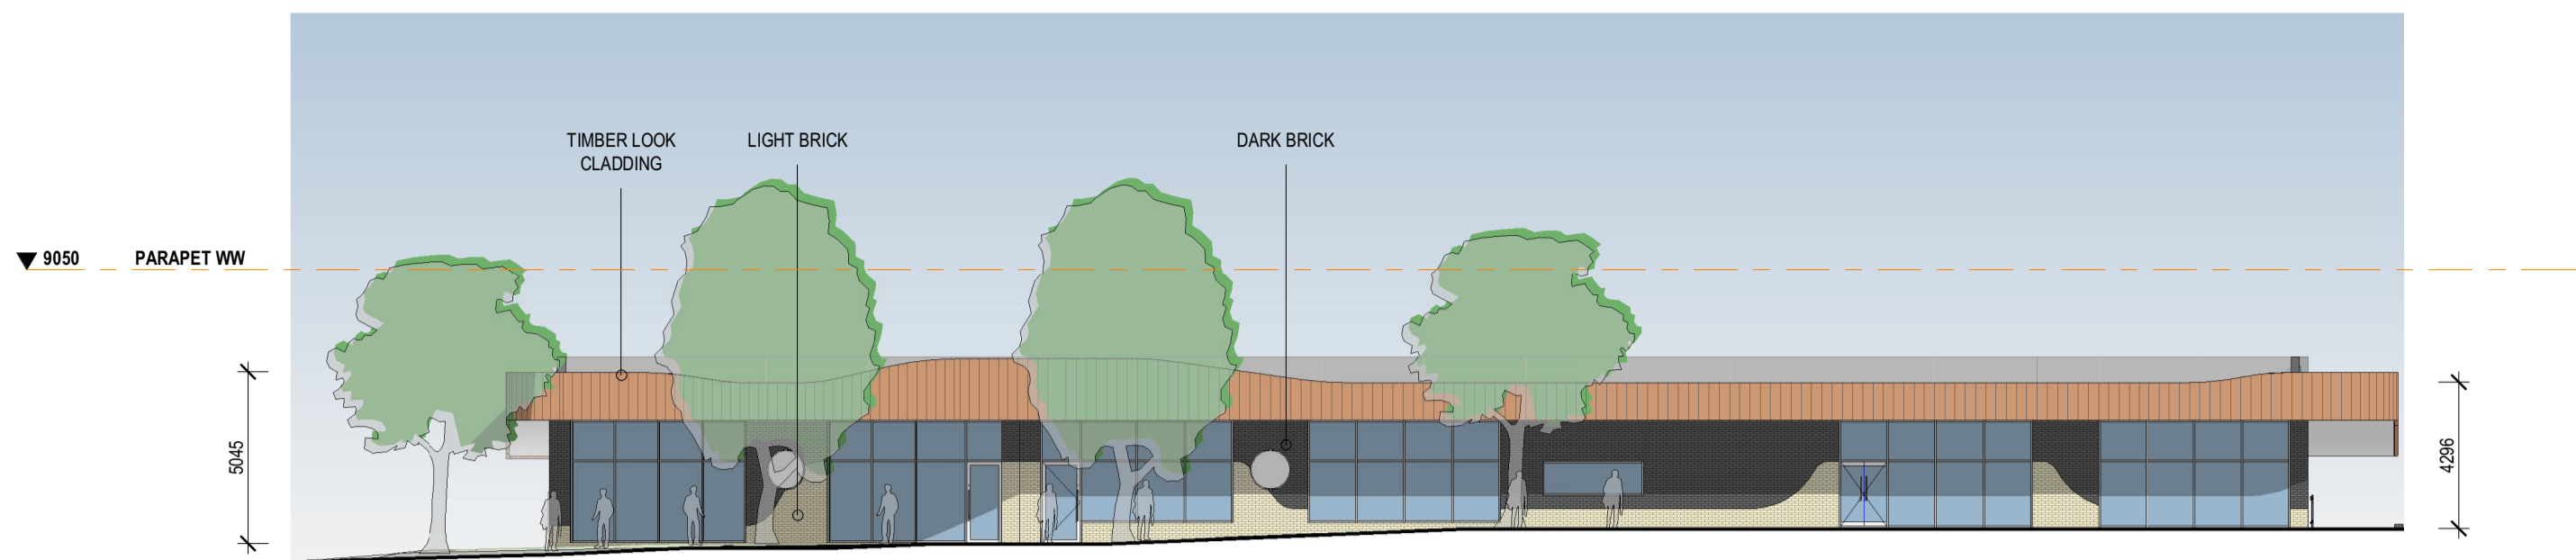 TIMBER LOOK
CLADDING
LIGHT BRICK
DARK BRICK
9050 PARAPET WW
5045
4296